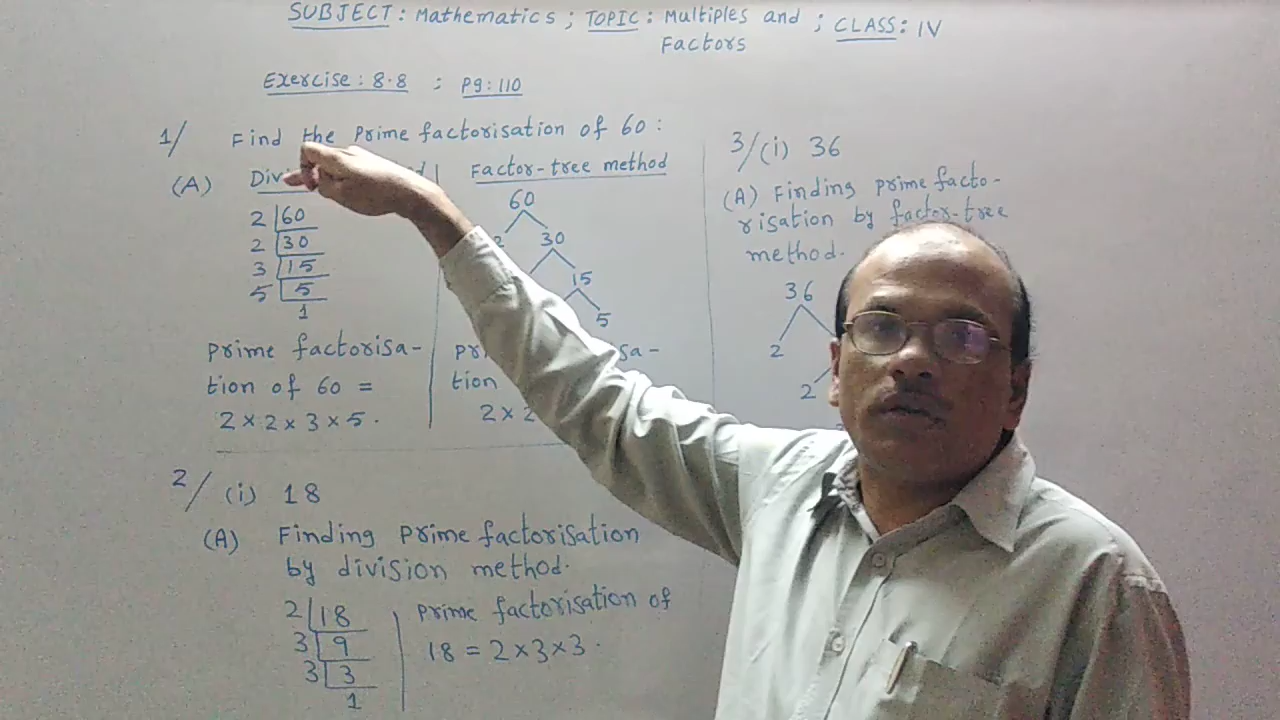 SUBJECT: Mathematics ; TOPIC: Multiples and ; CLASS: IV
Factors
Exercise: 8.8 : Pg: 110
1/ Find the Prime factorisation of 60:
(A)
2 60
2 30
3 15
5 5
1
Prime factorisa-
tion of 60 =
2 × 2 × 3 × 5.
Factor-tree method
60
2 30
15
5
sa-
tion
2 × 2
2/ (i) 18
(A) Finding Prime factorisation
by division method.
2 18
3 9
3 3
1
Prime factorisation of
18 = 2 × 3 × 3.
3/(i) 36
(A) Finding prime facto-
risation by factor-tree
method.
36
2
2